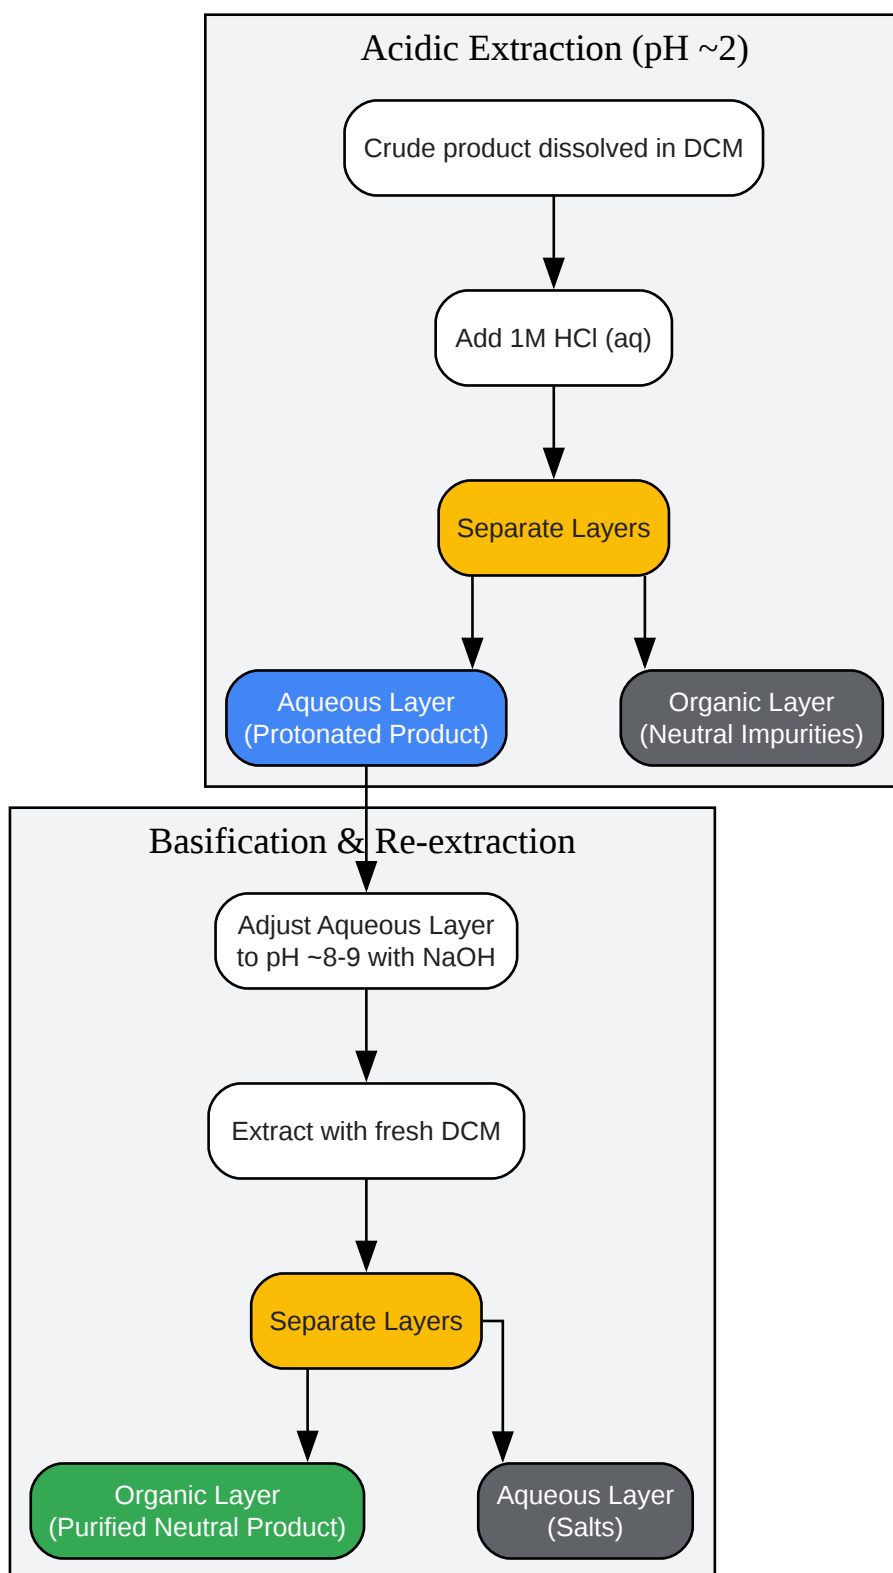 Acidic Extraction (pH ~2)
Crude product dissolved in DCM
Add 1M HCl (aq)
Separate Layers
Aqueous Layer
(Protonated Product)
Organic Layer
(Neutral Impurities)
Basification & Re-extraction
Adjust Aqueous Layer
to pH ~8-9 with NaOH
Extract with fresh DCM
Separate Layers
Organic Layer
(Purified Neutral Product)
Aqueous Layer
(Salts)